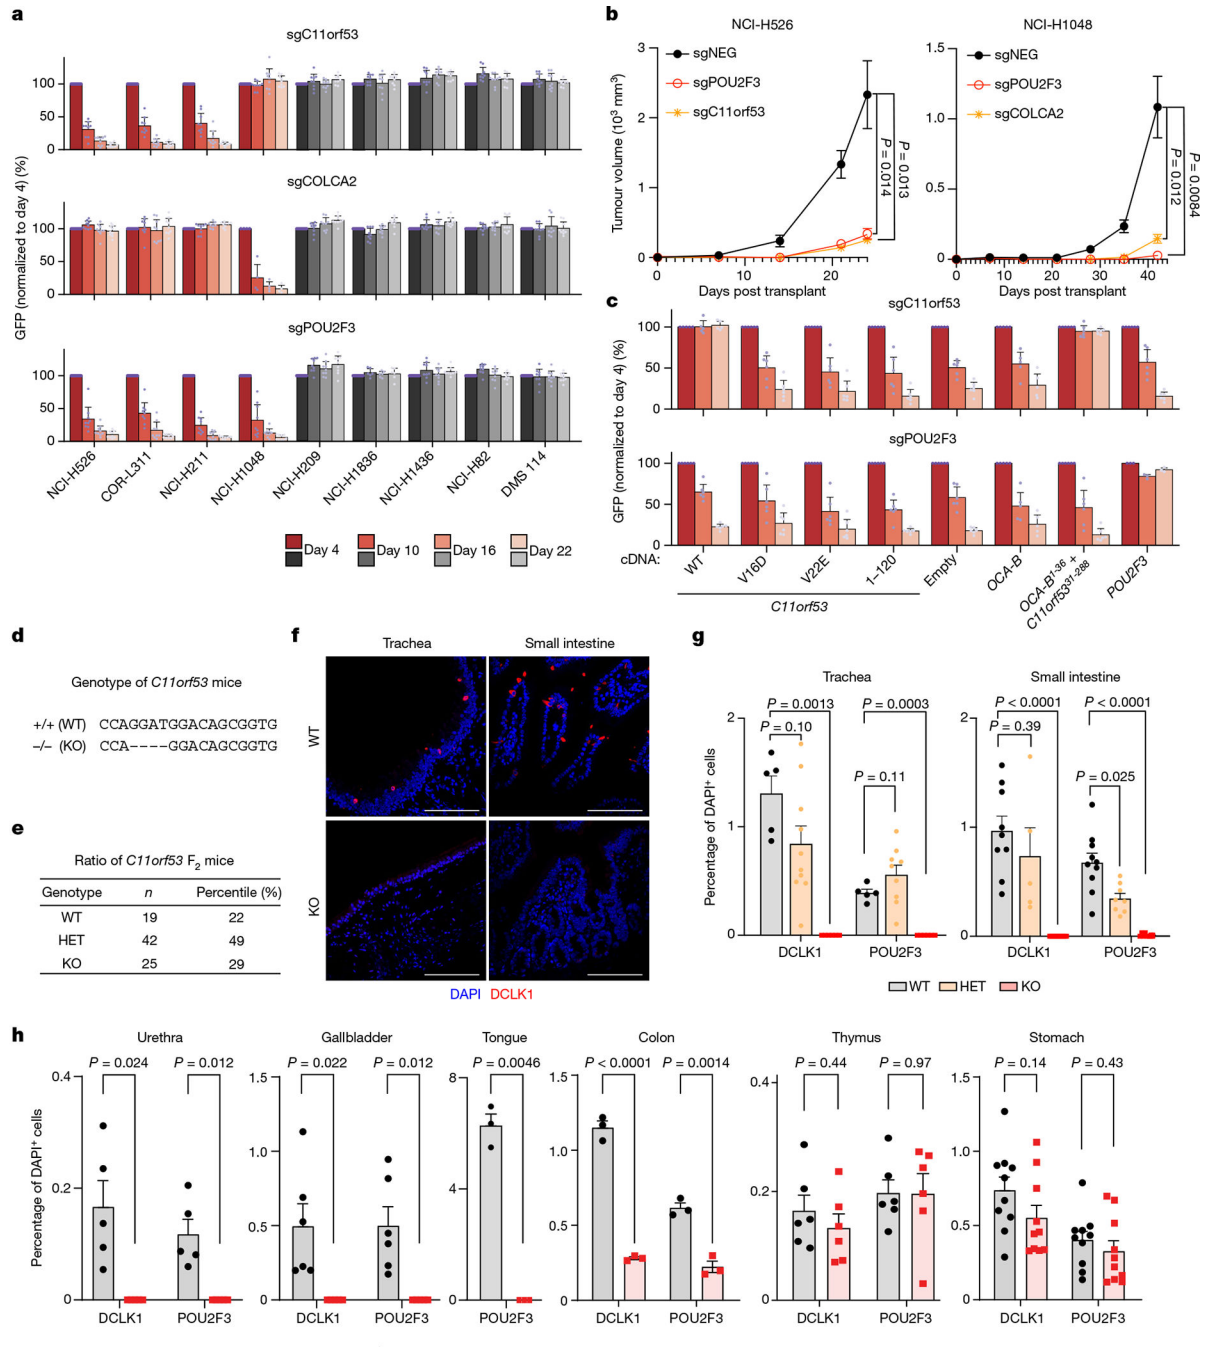 a
sgC11orf53
100
50
0
sgCOLCA2
100
50
0
sgPOU2F3
100
50
0
GFP (normalized to day 4) (%)
NCI-H526
COR-L311
NCI-H211
NCI-H1048
NCI-H209
NCI-H1836
NCI-H1436
NCI-H82
DMS 114
Day 4 Day 10 Day 16 Day 22
b
NCI-H526
sgNEG
sgPOU2F3
sgC11orf53
Tumour volume (10³ mm³)
3
2
1
0
0 10 20
Days post transplant
P = 0.014
P = 0.013
NCI-H1048
sgNEG
sgPOU2F3
sgCOLCA2
1.5
1.0
0.5
0
0 10 20 30 40
Days post transplant
P = 0.012
P = 0.0084
c
sgC11orf53
100
50
0
sgPOU2F3
100
50
0
GFP (normalized to day 4) (%)
cDNA:
WT
V16D
V22E
1–120
Empty
OCA-B
OCA-B¹⁻³⁶ +
C11orf53³¹⁻²⁸⁸
POU2F3
C11orf53
d
Genotype of C11orf53 mice
+/+ (WT) CCAGGATGGACAGCGGTG
–/– (KO) CCA----GGACAGCGGTG
e
Ratio of C11orf53 F₂ mice
Genotype n Percentile (%)
WT 19 22
HET 42 49
KO 25 29
f
Trachea Small intestine
WT
KO
DAPI DCLK1
g
Trachea
P = 0.0013
P = 0.10
P = 0.0003
P = 0.11
Percentage of DAPI⁺ cells
2
1
0
DCLK1 POU2F3
Small intestine
P < 0.0001
P = 0.39
P < 0.0001
P = 0.025
2
1
0
DCLK1 POU2F3
WT HET KO
h
Percentage of DAPI⁺ cells
Urethra
P = 0.024 P = 0.012
0.4
0.2
0
DCLK1 POU2F3
Gallbladder
P = 0.022 P = 0.012
1.5
1.0
0.5
0
DCLK1 POU2F3
Tongue
P = 0.0046
8
4
0
POU2F3
Colon
P < 0.0001 P = 0.0014
1.5
1.0
0.5
0
DCLK1 POU2F3
Thymus
P = 0.44 P = 0.97
0.4
0.2
0
DCLK1 POU2F3
Stomach
P = 0.14 P = 0.43
1.5
1.0
0.5
0
DCLK1 POU2F3